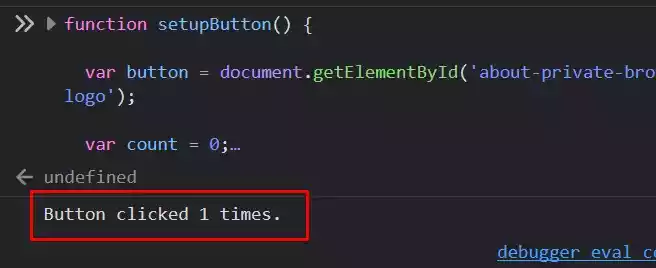 function setupButton() {
var button = document.getElementById('about-private-bro
logo');
var count = 0;…
undefined
Button clicked 1 times.
debugger eval co